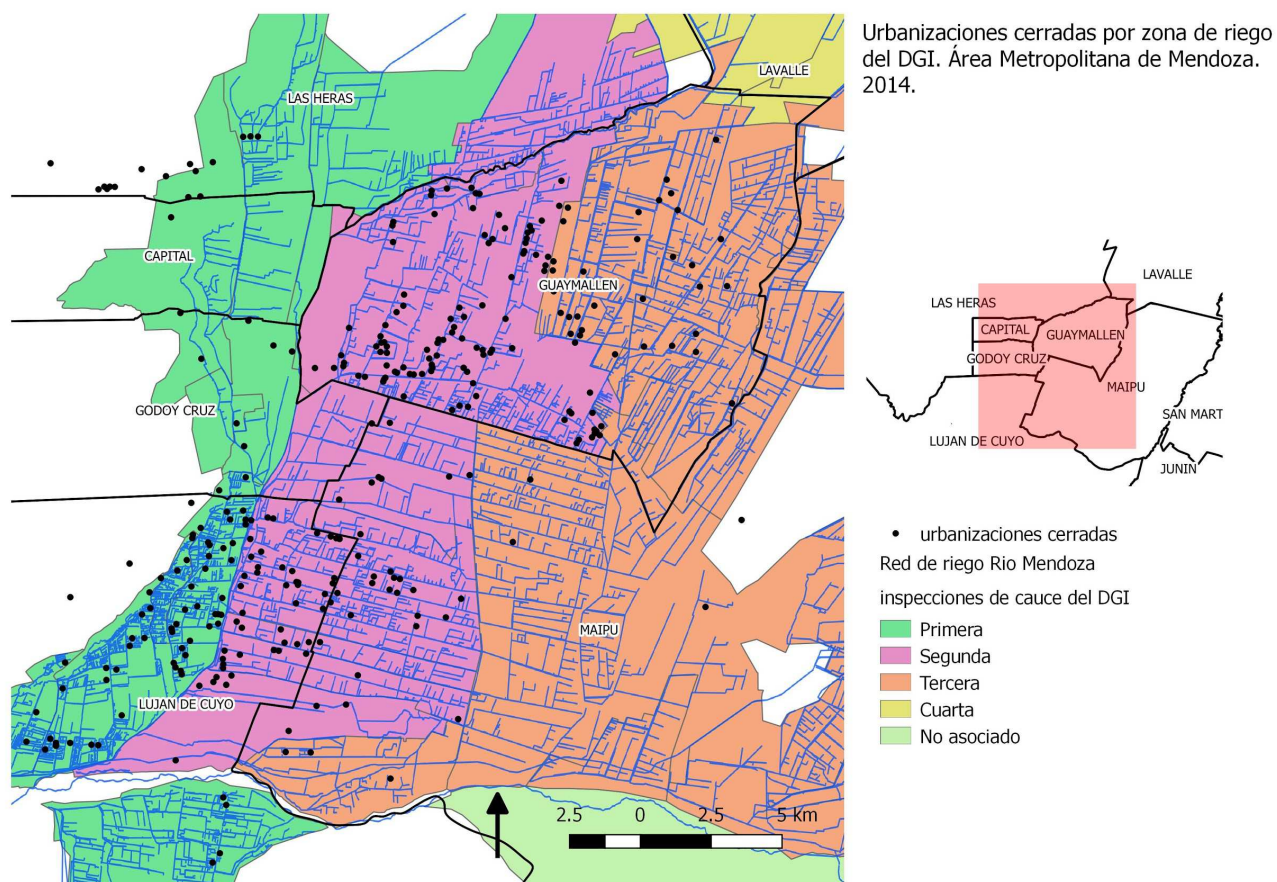 Urbanizaciones cerradas por zona de riego
del DGI. Área Metropolitana de Mendoza.
2014.
LAVALLE
LAS HERAS
CAPITAL
GUAYMALLEN
GODOY CRUZ
MAIPU
LUJAN DE CUYO
2.5 0 2.5 5 km
LAVALLE
LAS HERAS
CAPITAL
GUAYMALLEN
GODOY CRUZ
MAIPU
SAN MART
LUJAN DE CUYO
JUNIN
urbanizaciones cerradas
Red de riego Rio Mendoza
inspecciones de cauce del DGI
Primera
Segunda
Tercera
Cuarta
No asociado